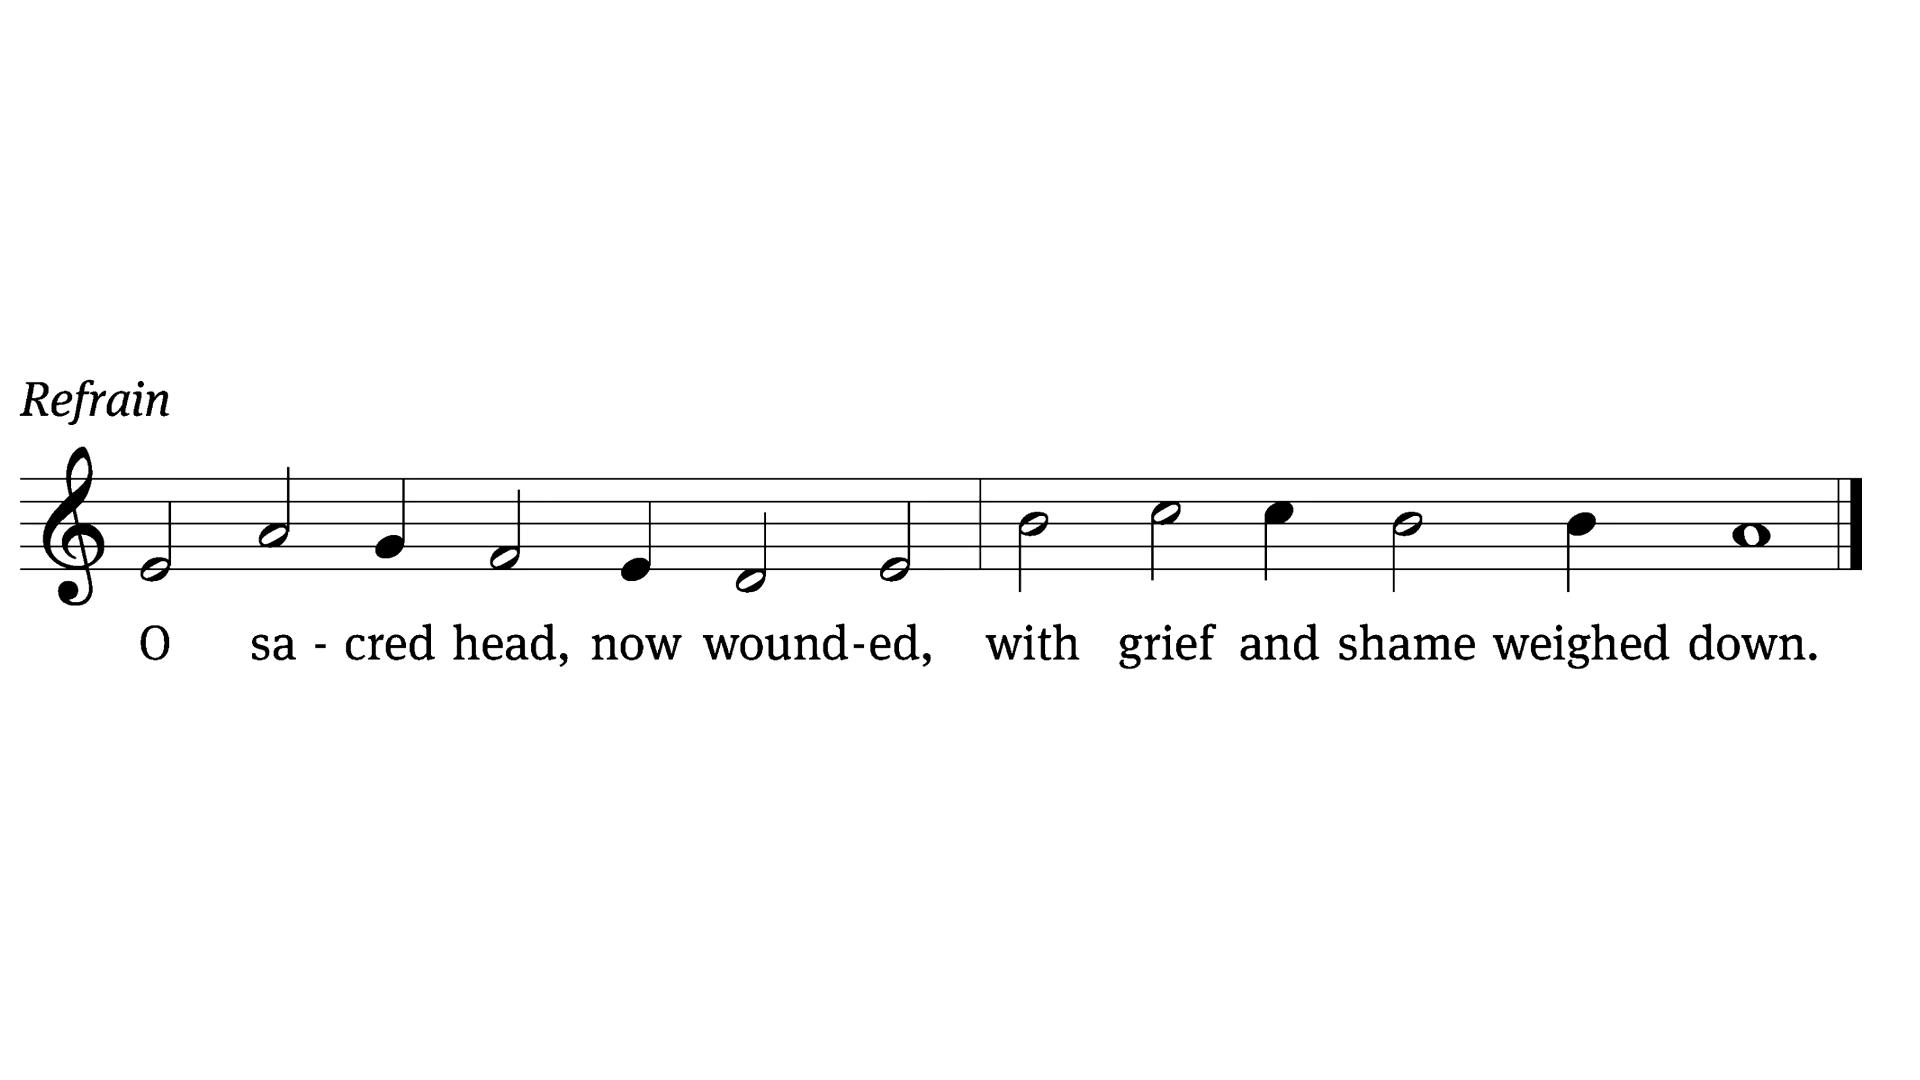 Refrain
O sa - cred head, now wound-ed, with grief and shame weighed down.